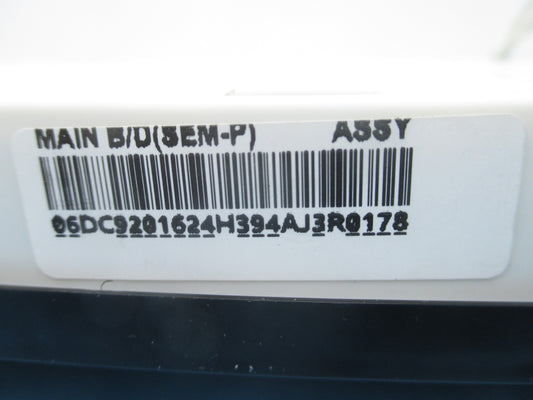 MAIN B/D(SEM-P) ASSY
06DC9201624H394AJ3R0178